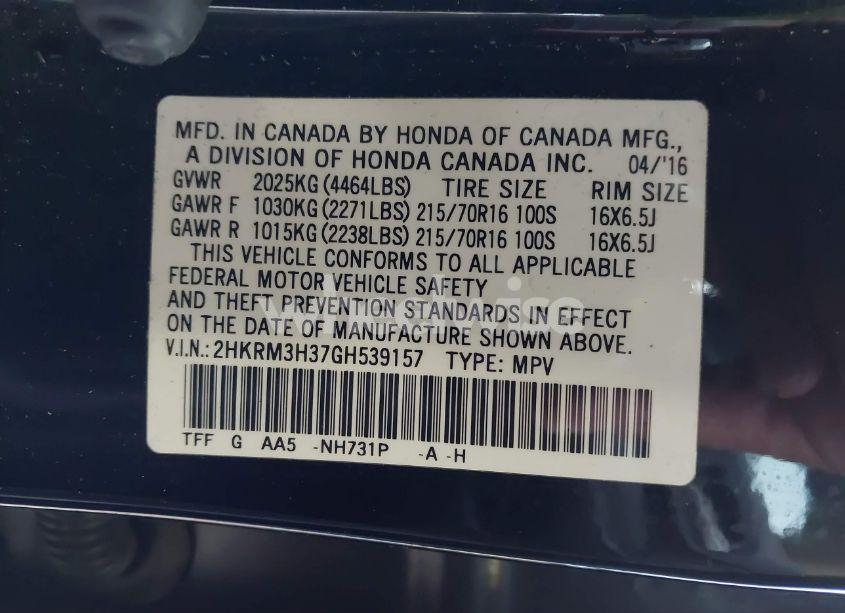 MFD. IN CANADA BY HONDA OF CANADA MFG.,
A DIVISION OF HONDA CANADA INC. 04/'16
GVWR 2025KG (4464LBS) TIRE SIZE RIM SIZE
GAWR F 1030KG (2271LBS) 215/70R16 100S 16X6.5J
GAWR R 1015KG (2238LBS) 215/70R16 100S 16X6.5J
THIS VEHICLE CONFORMS TO ALL APPLICABLE
FEDERAL MOTOR VEHICLE SAFETY
AND THEFT PREVENTION STANDARDS IN EFFECT
ON THE DATE OF MANUFACTURE SHOWN ABOVE.
V.I.N.: 2HKRM3H37GH539157 TYPE: MPV
TFF G AA5 -NH731P -A -H